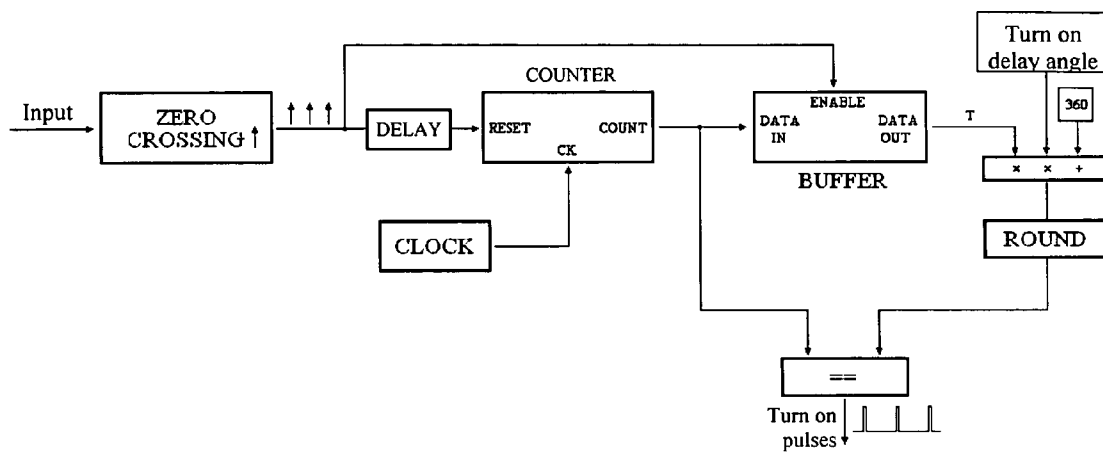 Turn on
delay angle
COUNTER
Input
ZERO
CROSSING
DELAY
RESET
COUNT
CK
ENABLE
DATA
IN
DATA
OUT
BUFFER
T
360
× × +
CLOCK
ROUND
==
Turn on
pulses